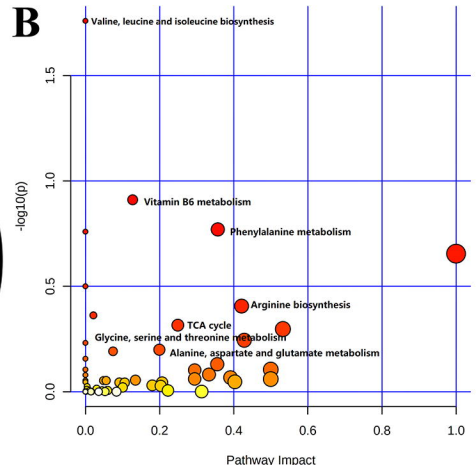 B
Valine, leucine and isoleucine biosynthesis
1.5
1.0
Vitamin B6 metabolism
Phenylalanine metabolism
-log10(p)
0.5
Arginine biosynthesis
TCA cycle
Glycine, serine and threonine metabolism
Alanine, aspartate and glutamate metabolism
0.0
0.0 0.2 0.4 0.6 0.8 1.0
Pathway Impact